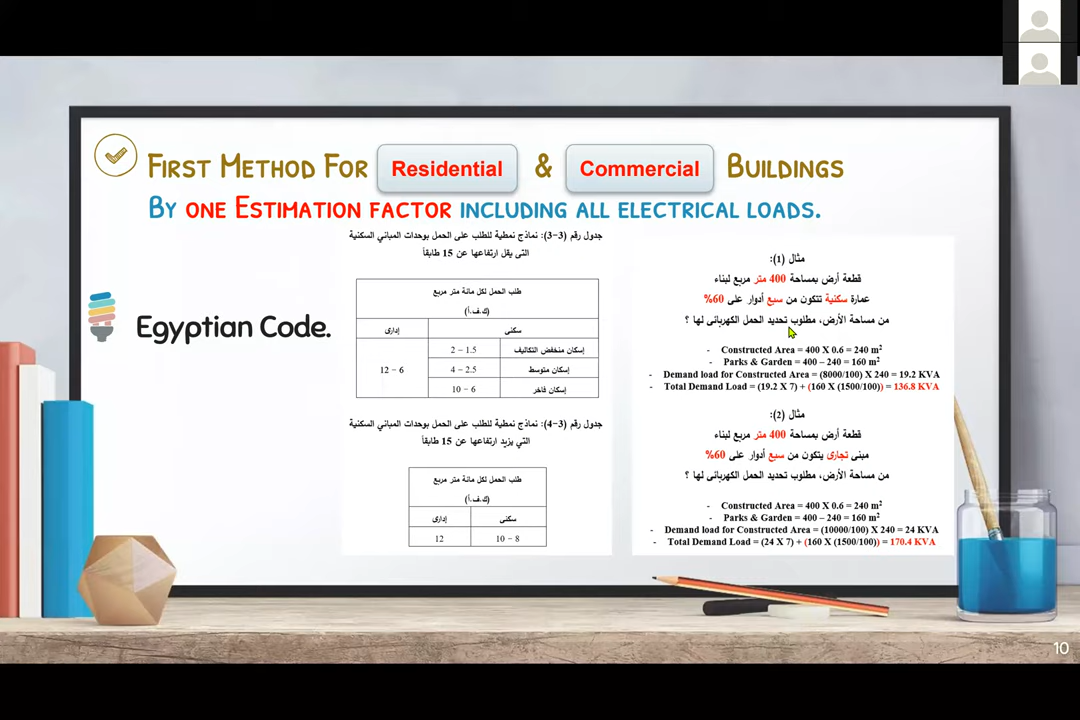 FIRST METHOD FOR Residential & Commercial BUILDINGS
BY ONE ESTIMATION FACTOR INCLUDING ALL ELECTRICAL LOADS.
Egyptian Code.
جدول رقم (3-3): نماذج نمطية للطلب على الحمل بوحدات المباني السكنية
التى يقل ارتفاعها عن 15 طابقاً
طلب الحمل لكل مائة متر مربع
(ك.ف.أ)
سكنى إدارى
إسكان منخفض التكاليف 1.5 – 2
إسكان متوسط 2.5 – 4
إسكان فاخر 6 – 10
6 – 12
جدول رقم (3-4): نماذج نمطية للطلب على الحمل بوحدات المباني السكنية
التي يزيد ارتفاعها عن 15 طابقاً
طلب الحمل لكل مائة متر مربع
(ك.ف.أ)
سكنى إدارى
8 – 10 12
مثال (1):
قطعة أرض بمساحة 400 متر مربع لبناء
عمارة سكنية تتكون من سبع أدوار على 60%
من مساحة الأرض، مطلوب تحديد الحمل الكهربائى لها ؟
- Constructed Area = 400 X 0.6 = 240 m²
- Parks & Garden = 400 – 240 = 160 m²
- Demand load for Constructed Area = (8000/100) X 240 = 19.2 KVA
- Total Demand Load = (19.2 X 7) + (160 X (1500/100)) = 136.8 KVA
مثال (2):
قطعة أرض بمساحة 400 متر مربع لبناء
مبنى تجارى يتكون من سبع أدوار على 60%
من مساحة الأرض، مطلوب تحديد الحمل الكهربائى لها ؟
- Constructed Area = 400 X 0.6 = 240 m²
- Parks & Garden = 400 – 240 = 160 m²
- Demand load for Constructed Area = (10000/100) X 240 = 24 KVA
- Total Demand Load = (24 X 7) + (160 X (1500/100)) = 170.4 KVA
10